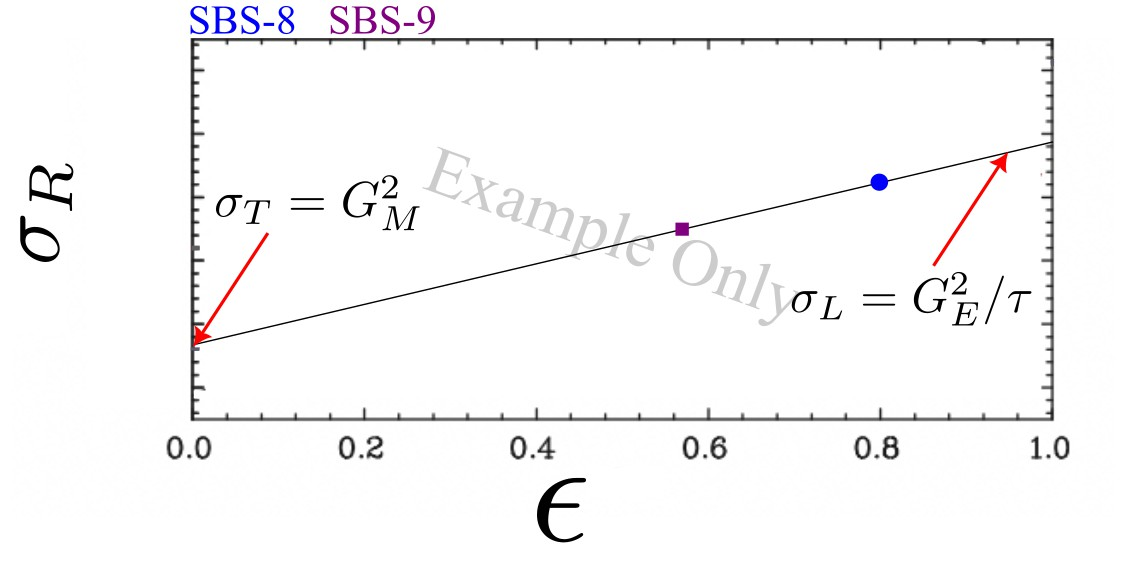 SBS-8 SBS-9
σ_R
Example Only
σ_T = G_M^2
σ_L = G_E^2/τ
0.0 0.2 0.4 0.6 0.8 1.0
ϵ